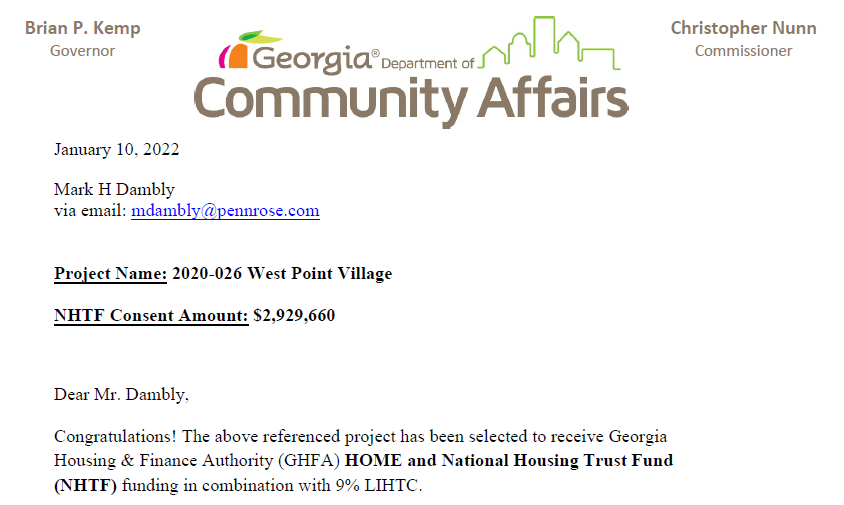 Brian P. Kemp
Governor
Georgia® Department of
Community Affairs
Christopher Nunn
Commissioner
January 10, 2022
Mark H Dambly
via email: mdambly@pennrose.com
Project Name: 2020-026 West Point Village
NHTF Consent Amount: $2,929,660
Dear Mr. Dambly,
Congratulations! The above referenced project has been selected to receive Georgia
Housing & Finance Authority (GHFA) HOME and National Housing Trust Fund
(NHTF) funding in combination with 9% LIHTC.